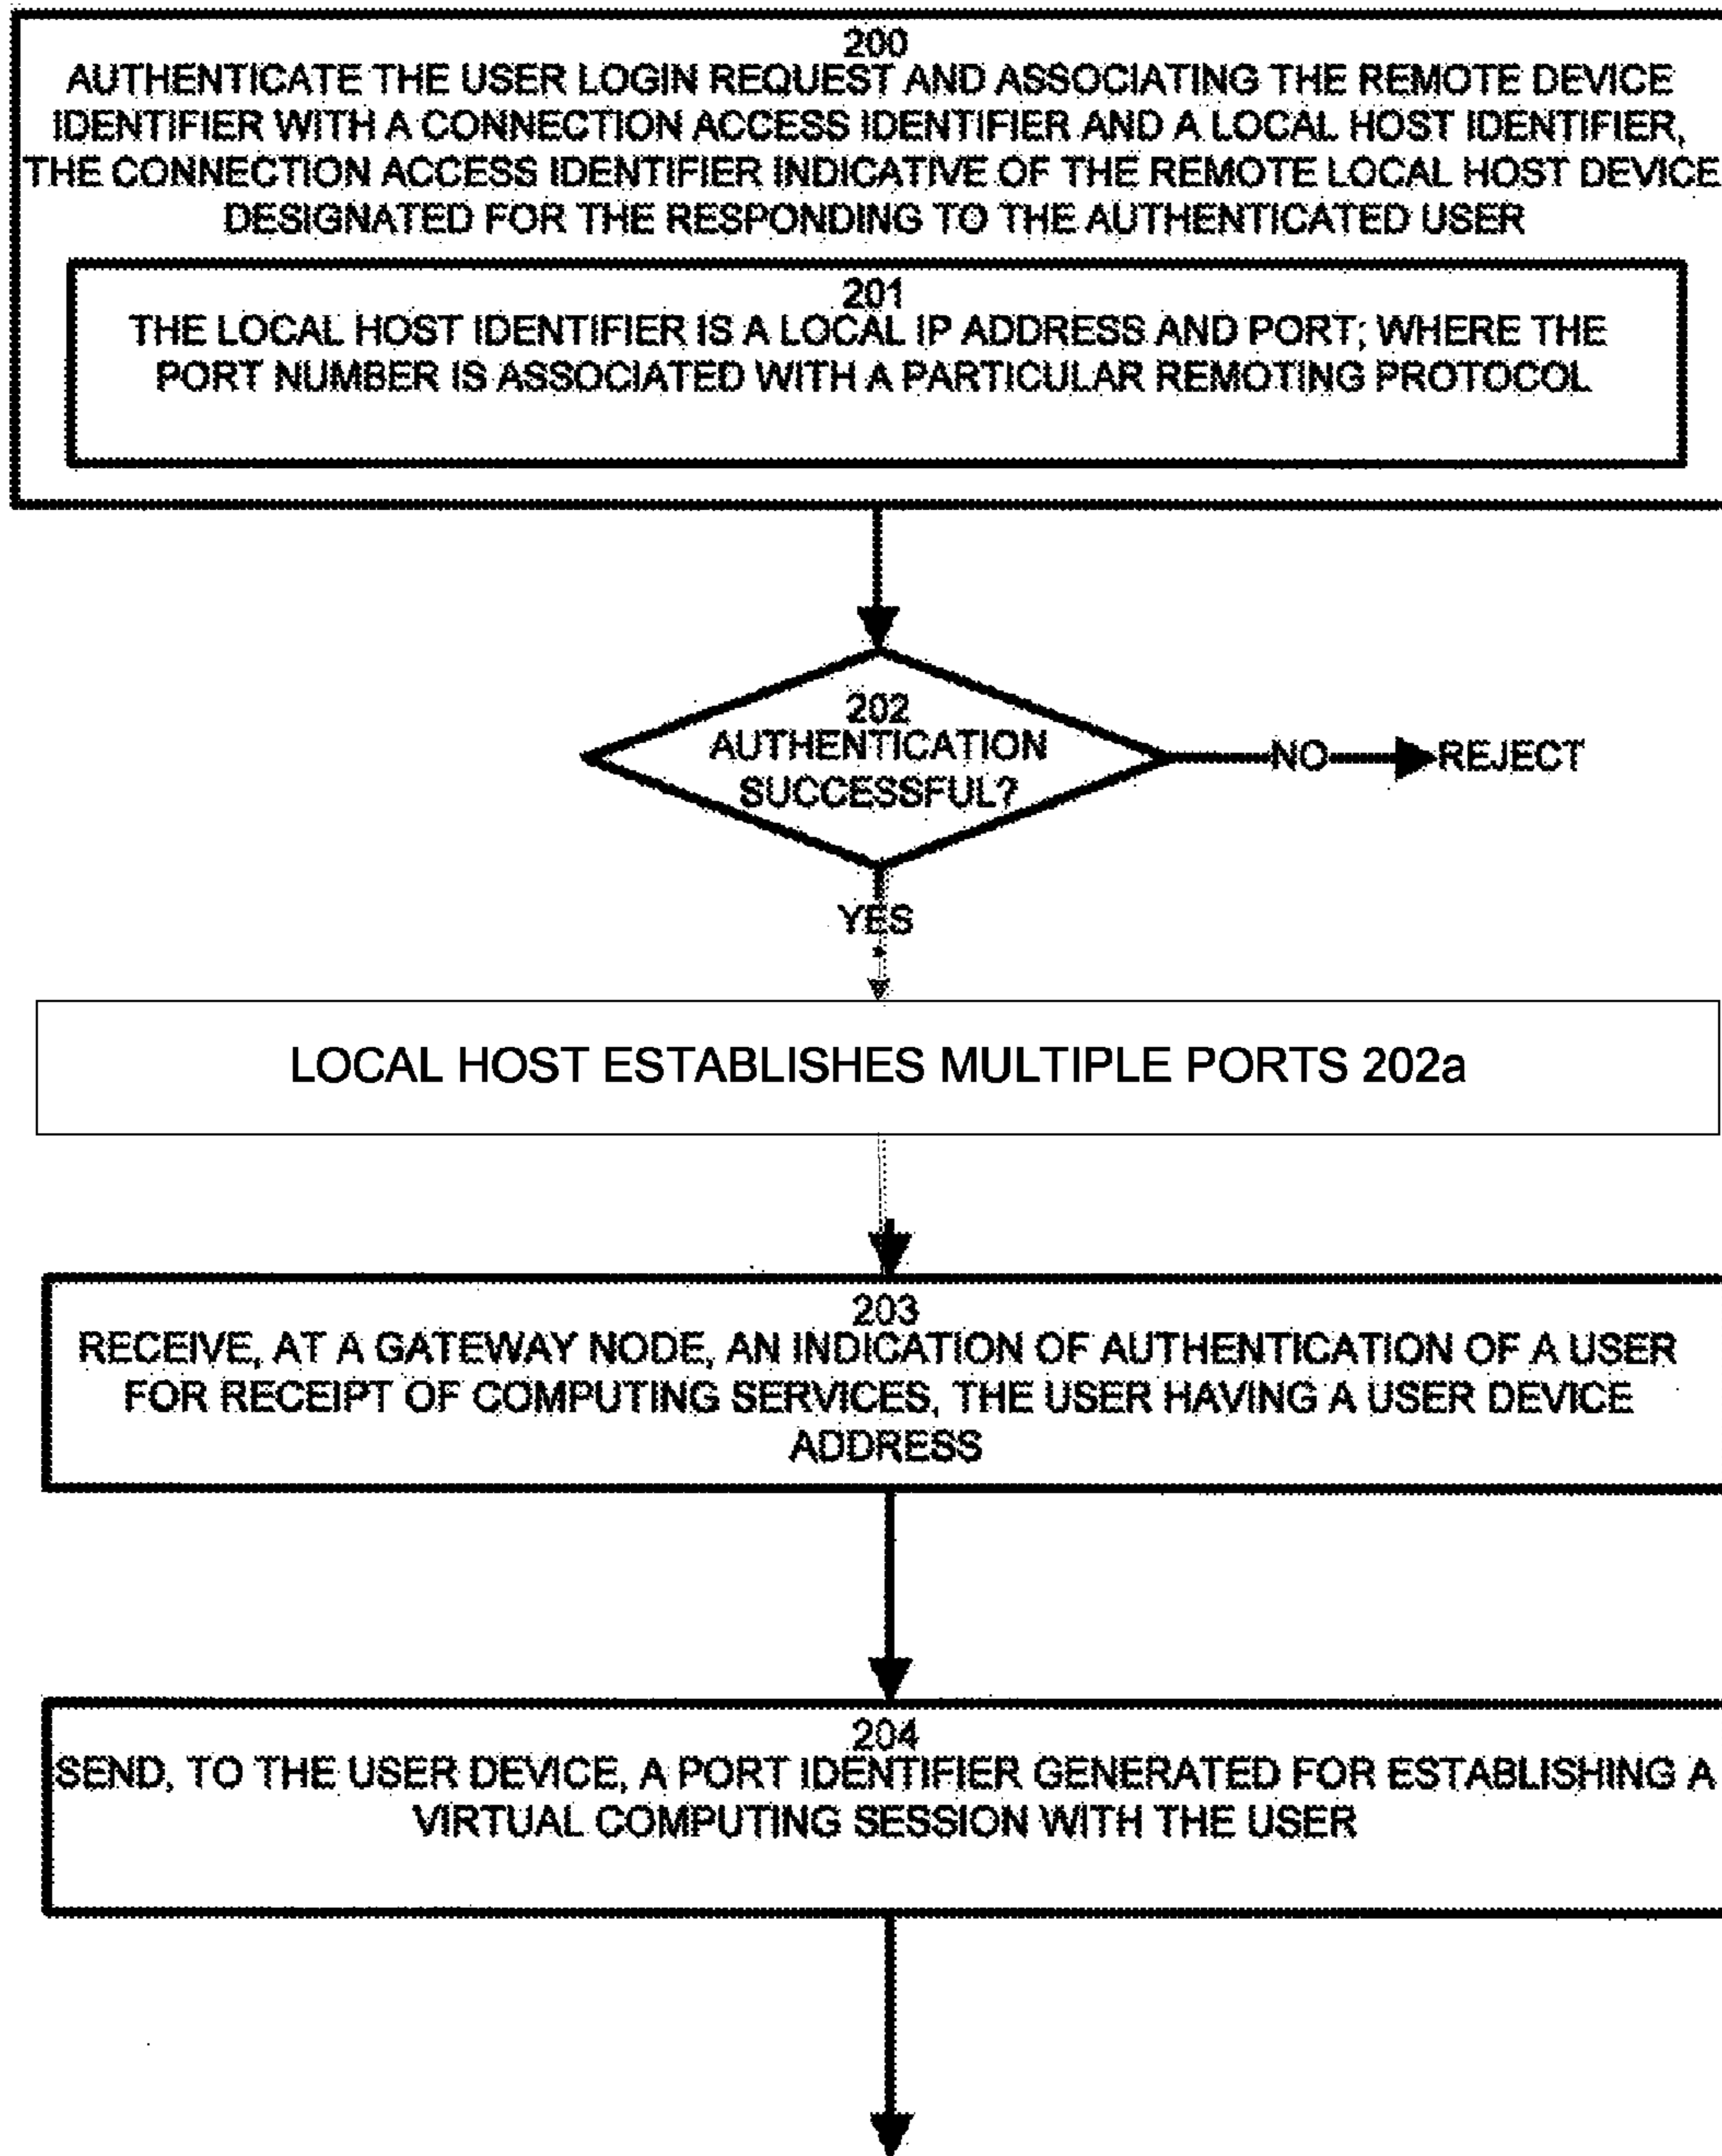 200
AUTHENTICATE THE USER LOGIN REQUEST AND ASSOCIATING THE REMOTE DEVICE
IDENTIFIER WITH A CONNECTION ACCESS IDENTIFIER AND A LOCAL HOST IDENTIFIER,
THE CONNECTION ACCESS IDENTIFIER INDICATIVE OF THE REMOTE LOCAL HOST DEVICE
DESIGNATED FOR THE RESPONDING TO THE AUTHENTICATED USER
201
THE LOCAL HOST IDENTIFIER IS A LOCAL IP ADDRESS AND PORT; WHERE THE
PORT NUMBER IS ASSOCIATED WITH A PARTICULAR REMOTING PROTOCOL
202
AUTHENTICATION
SUCCESSFUL?
NO
REJECT
YES
LOCAL HOST ESTABLISHES MULTIPLE PORTS 202a
203
RECEIVE, AT A GATEWAY NODE, AN INDICATION OF AUTHENTICATION OF A USER
FOR RECEIPT OF COMPUTING SERVICES, THE USER HAVING A USER DEVICE
ADDRESS
204
SEND, TO THE USER DEVICE, A PORT IDENTIFIER GENERATED FOR ESTABLISHING A
VIRTUAL COMPUTING SESSION WITH THE USER